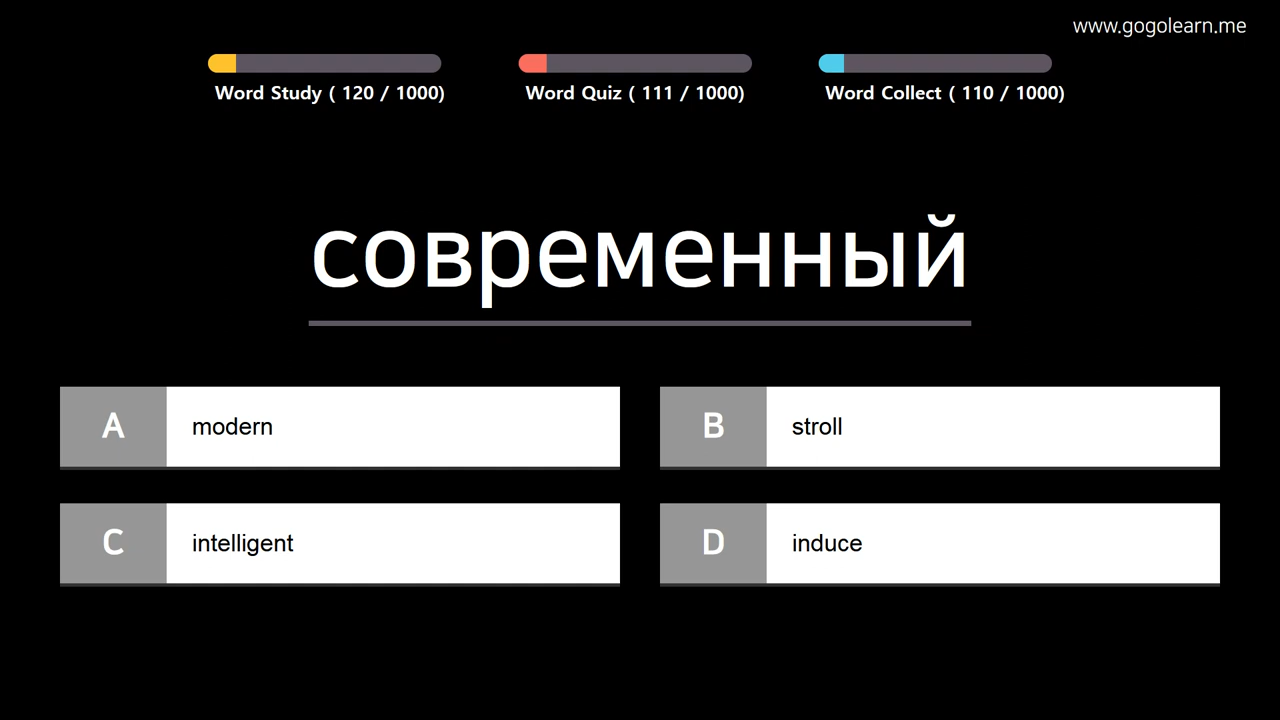 www.gogolearn.me
Word Study ( 120 / 1000)
Word Quiz ( 111 / 1000)
Word Collect ( 110 / 1000)
современный
A modern
B stroll
C intelligent
D induce